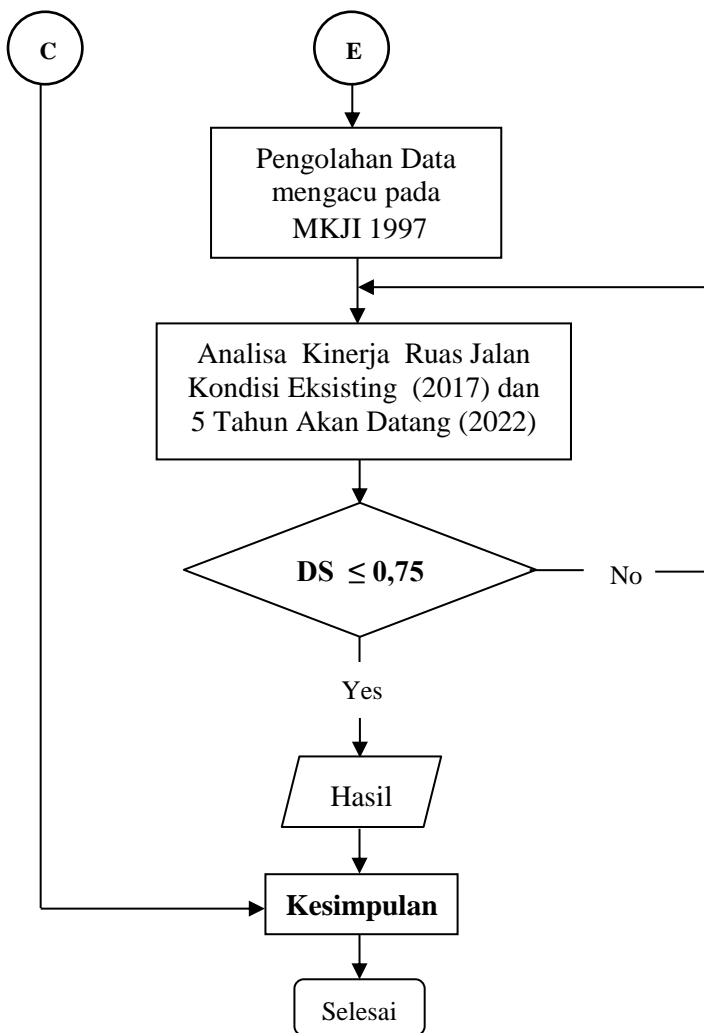 C
E
Pengolahan Data
mengacu pada
MKJI 1997
Analisa Kinerja Ruas Jalan
Kondisi Eksisting (2017) dan
5 Tahun Akan Datang (2022)
DS ≤ 0,75
No
Yes
Hasil
Kesimpulan
Selesai